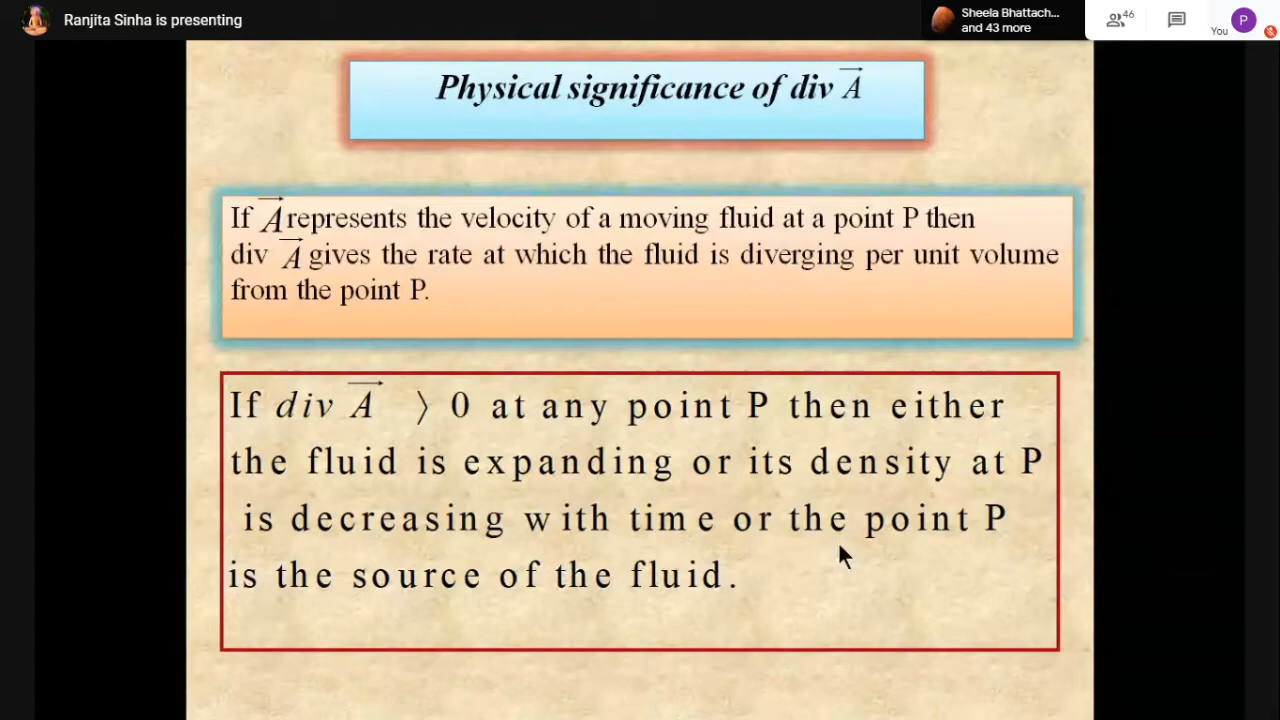 Ranjita Sinha is presenting
Sheela Bhattach...
and 43 more
46
You
P
Physical significance of div A⃗
If A⃗ represents the velocity of a moving fluid at a point P then
div A⃗ gives the rate at which the fluid is diverging per unit volume
from the point P.
If div A⃗ 〉 0 at any point P then either
the fluid is expanding or its density at P
is decreasing with time or the point P
is the source of the fluid.